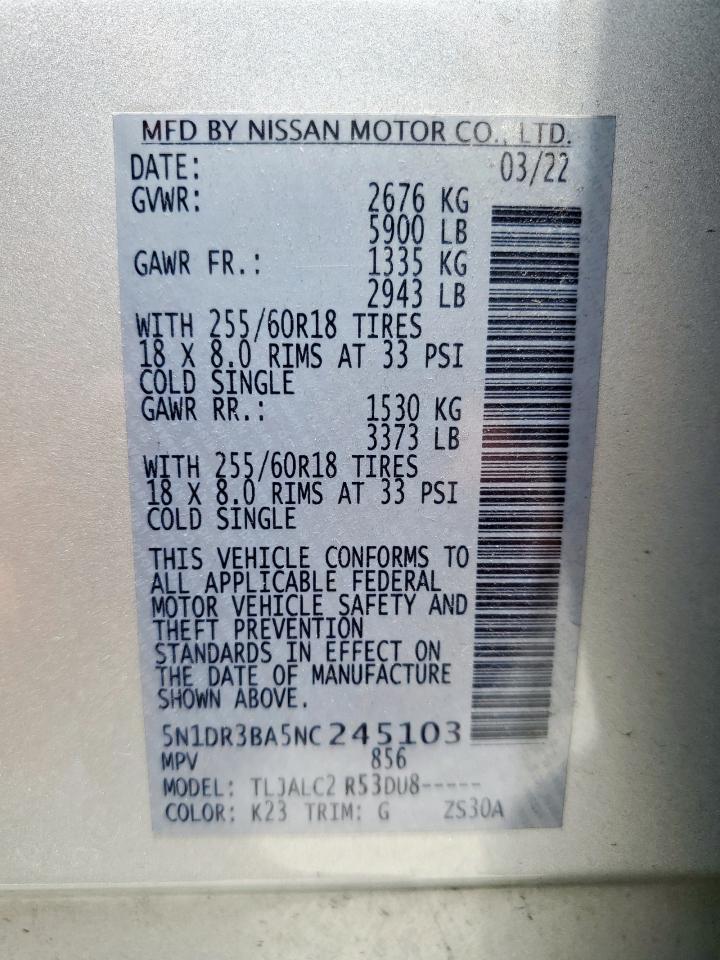 MFD BY NISSAN MOTOR CO., LTD.
DATE: 03/22
GVWR: 2676 KG
5900 LB
GAWR FR.: 1335 KG
2943 LB
WITH 255/60R18 TIRES
18 X 8.0 RIMS AT 33 PSI
COLD SINGLE
GAWR RR.: 1530 KG
3373 LB
WITH 255/60R18 TIRES
18 X 8.0 RIMS AT 33 PSI
COLD SINGLE
THIS VEHICLE CONFORMS TO
ALL APPLICABLE FEDERAL
MOTOR VEHICLE SAFETY AND
THEFT PREVENTION
STANDARDS IN EFFECT ON
THE DATE OF MANUFACTURE
SHOWN ABOVE.
5N1DR3BA5NC245103
MPV 856
MODEL: TLJALC2 R53DU8-----
COLOR: K23 TRIM: G ZS30A